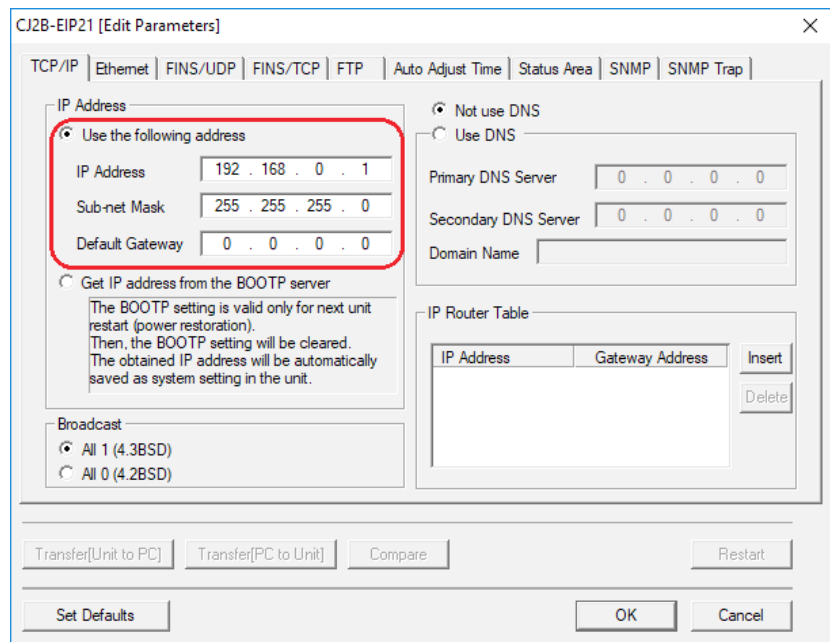 CJ2B-EIP21 [Edit Parameters]
TCP/IP Ethernet FINS/UDP FINS/TCP FTP Auto Adjust Time Status Area SNMP SNMP Trap
IP Address
Use the following address
IP Address 192 . 168 . 0 . 1
Sub-net Mask 255 . 255 . 255 . 0
Default Gateway 0 . 0 . 0 . 0
Get IP address from the BOOTP server
The BOOTP setting is valid only for next unit
restart (power restoration).
Then, the BOOTP setting will be cleared.
The obtained IP address will be automatically
saved as system setting in the unit.
Broadcast
All 1 (4.3BSD)
All 0 (4.2BSD)
Not use DNS
Use DNS
Primary DNS Server 0 . 0 . 0 . 0
Secondary DNS Server 0 . 0 . 0 . 0
Domain Name
IP Router Table
IP Address Gateway Address
Insert
Delete
Transfer[Unit to PC] Transfer[PC to Unit] Compare Restart
Set Defaults OK Cancel